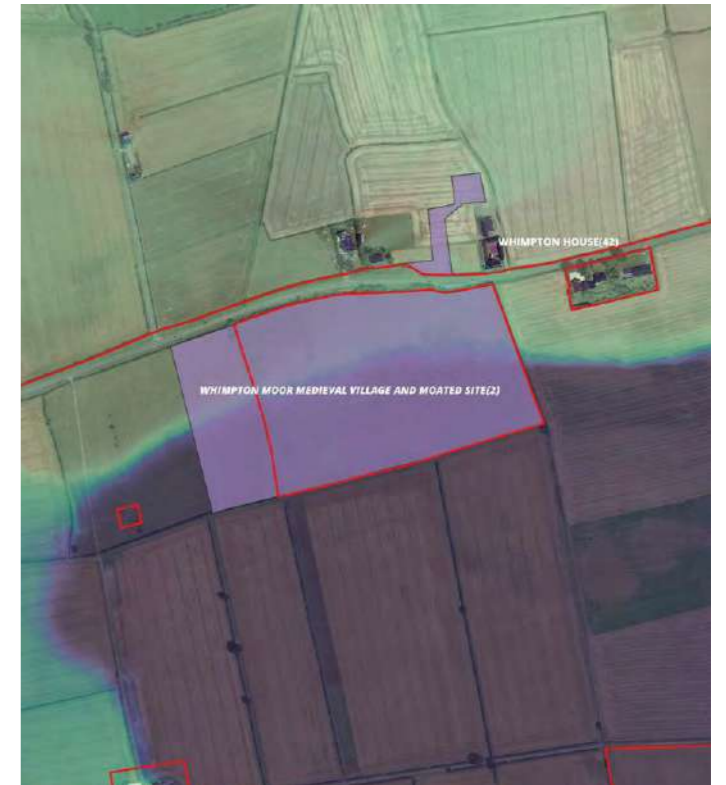 WHIMPTON HOUSE(42)
WHIMPTON MOOR MEDIEVAL VILLAGE AND MOATED SITE(2)